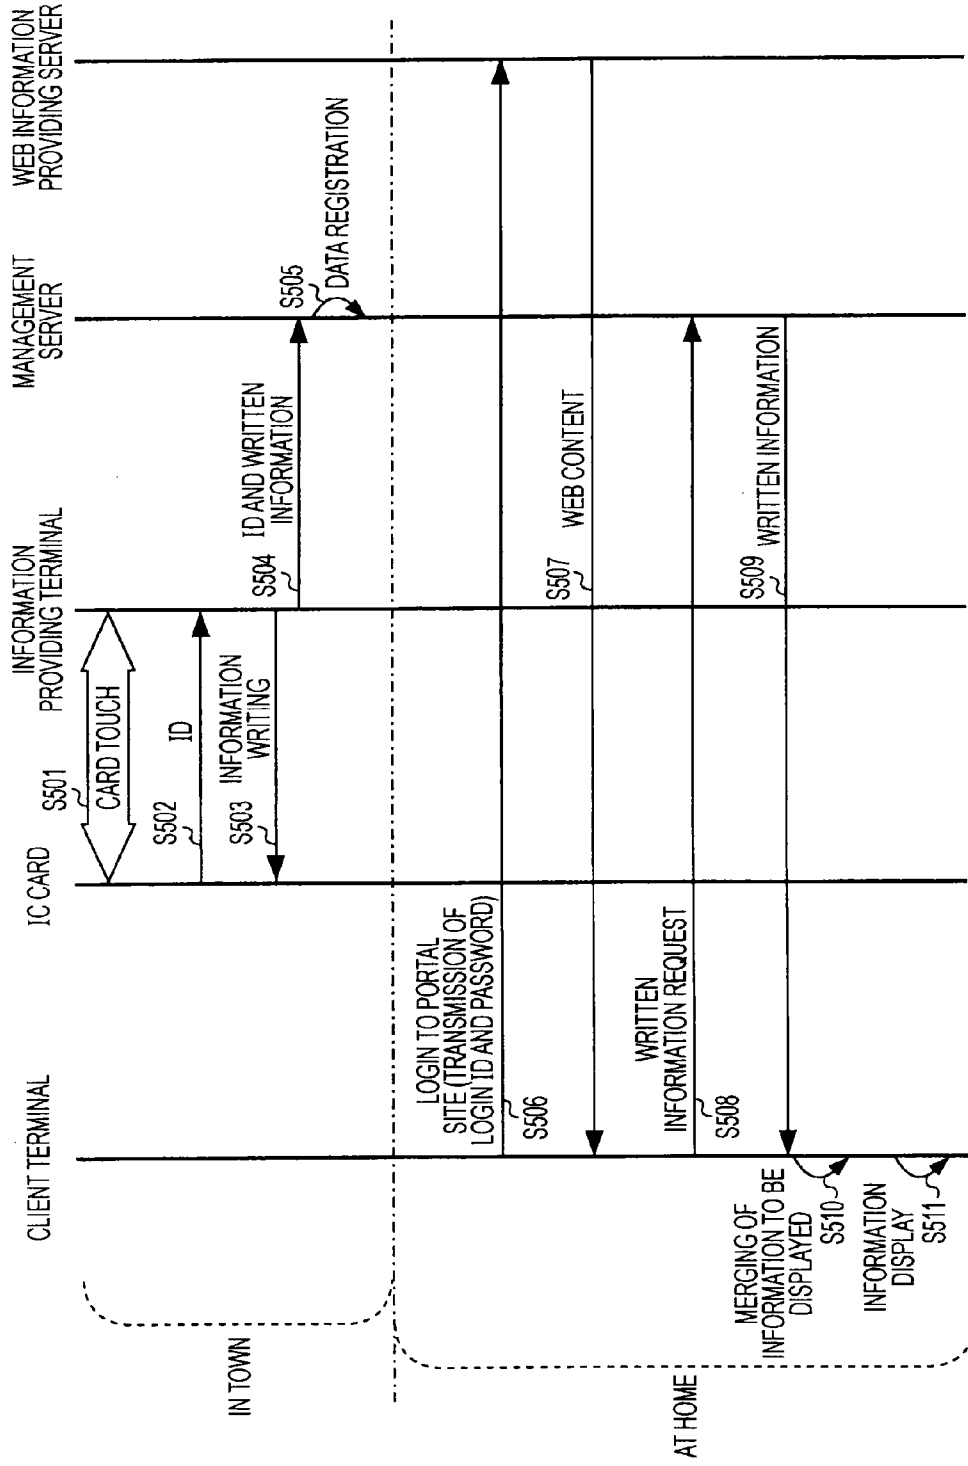 CLIENT TERMINAL
IC CARD
INFORMATION
PROVIDING TERMINAL
MANAGEMENT
SERVER
WEB INFORMATION
PROVIDING SERVER
IN TOWN
S501
CARD TOUCH
S502
ID
S503
INFORMATION
WRITING
S504
ID AND WRITTEN
INFORMATION
S505
DATA REGISTRATION
AT HOME
LOGIN TO PORTAL
SITE (TRANSMISSION OF
LOGIN ID AND PASSWORD)
S506
S507
WEB CONTENT
WRITTEN
INFORMATION REQUEST
S508
S509
WRITTEN INFORMATION
MERGING OF
INFORMATION TO BE
DISPLAYED
S510
INFORMATION
DISPLAY
S511